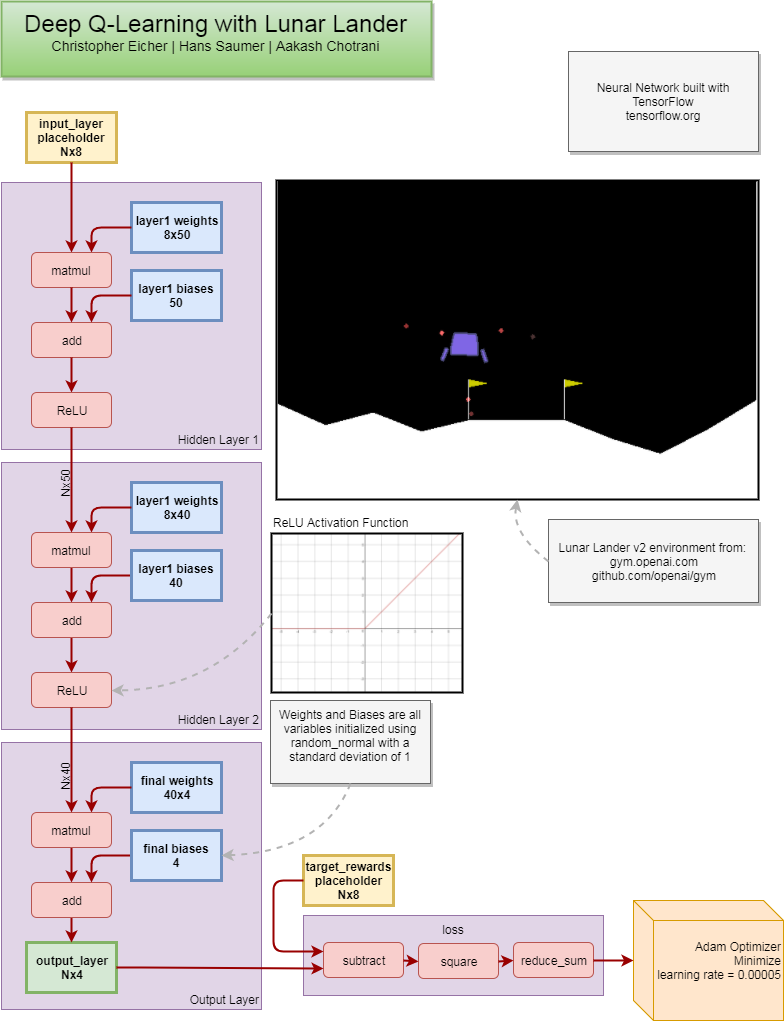 Deep Q-Learning with Lunar Lander
Christopher Eicher | Hans Saumer | Aakash Chotrani
Neural Network built with
TensorFlow
tensorflow.org
input_layer
placeholder
Nx8
layer1 weights
8x50
matmul
layer1 biases
50
add
ReLU
Hidden Layer 1
Nx50
layer1 weights
8x40
matmul
layer1 biases
40
add
ReLU
Hidden Layer 2
ReLU Activation Function
Lunar Lander v2 environment from:
gym.openai.com
github.com/openai/gym
Weights and Biases are all
variables initialized using
random_normal with a
standard deviation of 1
Nx40
final weights
40x4
matmul
final biases
4
add
output_layer
Nx4
Output Layer
target_rewards
placeholder
Nx8
loss
subtract
square
reduce_sum
Adam Optimizer
Minimize
learning rate = 0.00005